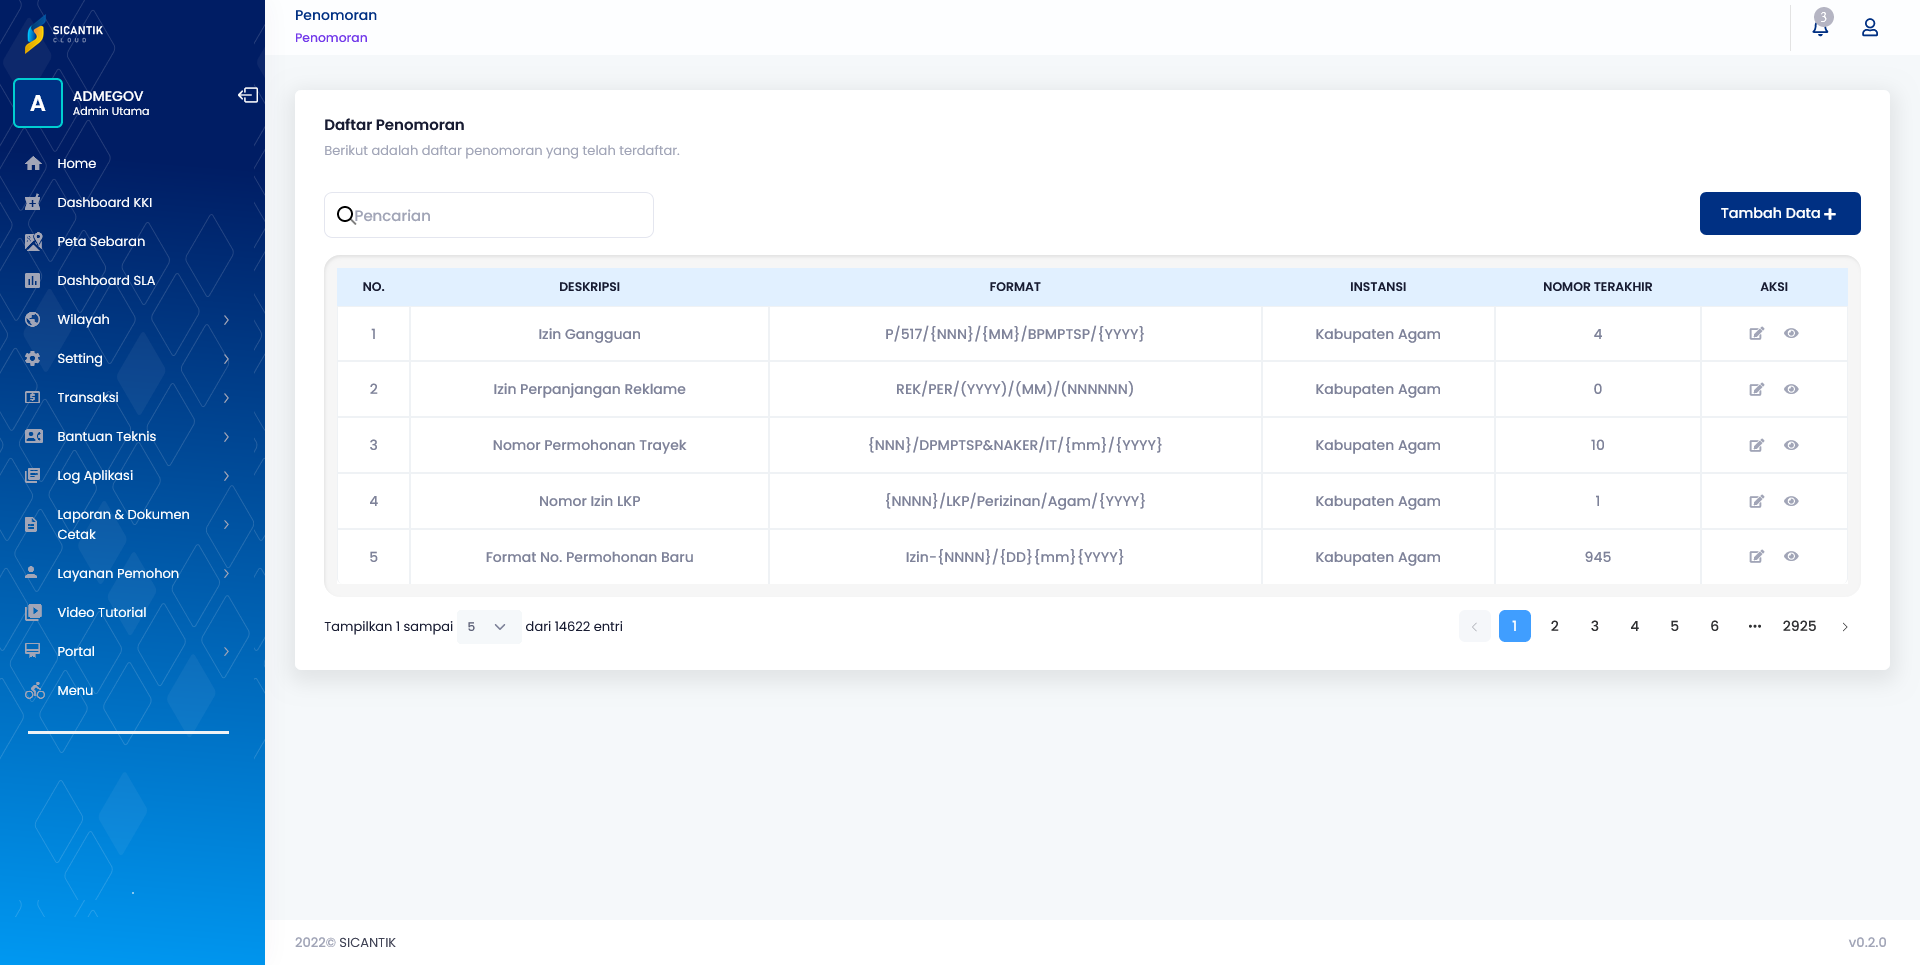 SICANTIK
CLOUD
A
ADMEGOV
Admin Utama
Home
Dashboard KKI
Peta Sebaran
Dashboard SLA
Wilayah
Setting
Transaksi
Bantuan Teknis
Log Aplikasi
Laporan & Dokumen
Cetak
Layanan Pemohon
Video Tutorial
Portal
Menu
Penomoran
Penomoran
3
Daftar Penomoran
Berikut adalah daftar penomoran yang telah terdaftar.
Pencarian
Tambah Data
NO. DESKRIPSI FORMAT INSTANSI NOMOR TERAKHIR AKSI
1 Izin Gangguan P/517/{NNN}/{MM}/BPMPTSP/{YYYY} Kabupaten Agam 4
2 Izin Perpanjangan Reklame REK/PER/(YYYY)/(MM)/(NNNNNN) Kabupaten Agam 0
3 Nomor Permohonan Trayek {NNN}/DPMPTSP&NAKER/IT/{mm}/{YYYY} Kabupaten Agam 10
4 Nomor Izin LKP {NNNN}/LKP/Perizinan/Agam/{YYYY} Kabupaten Agam 1
5 Format No. Permohonan Baru Izin-{NNNN}/{DD}{mm}{YYYY} Kabupaten Agam 945
Tampilkan 1 sampai 5 dari 14622 entri
1 2 3 4 5 6 ••• 2925
2022© SICANTIK
v0.2.0